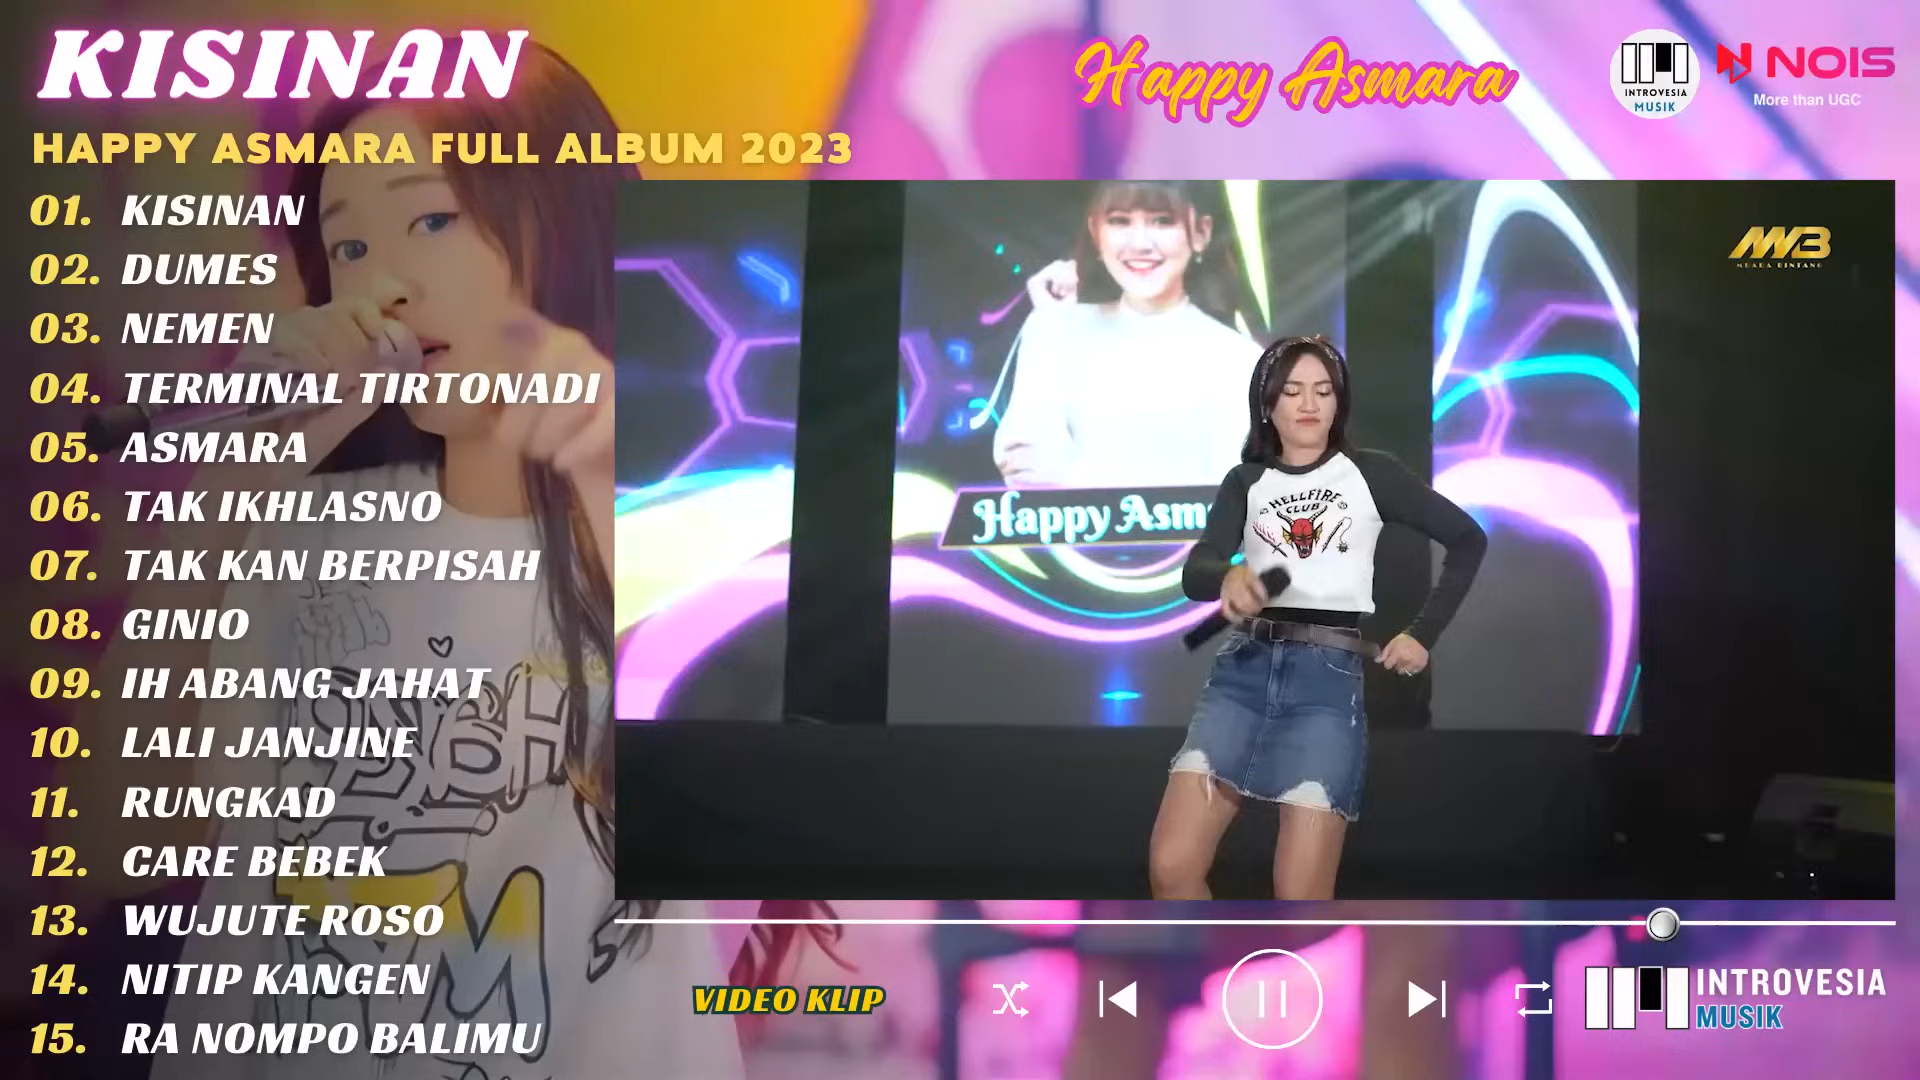 KISINAN
HAPPY ASMARA FULL ALBUM 2023
01. KISINAN
02. DUMES
03. NEMEN
04. TERMINAL TIRTONADI
05. ASMARA
06. TAK IKHLASNO
07. TAK KAN BERPISAH
08. GINIO
09. IH ABANG JAHAT
10. LALI JANJINE
11. RUNGKAD
12. CARE BEBEK
13. WUJUTE ROSO
14. NITIP KANGEN
15. RA NOMPO BALIMU
Happy Asmara
INTROVESIA
MUSIK
NOIS
More than UGC
MB
MUARA BINTANG
Happy Asm
HELLFIRE
CLUB
VIDEO KLIP
INTROVESIA
MUSIK